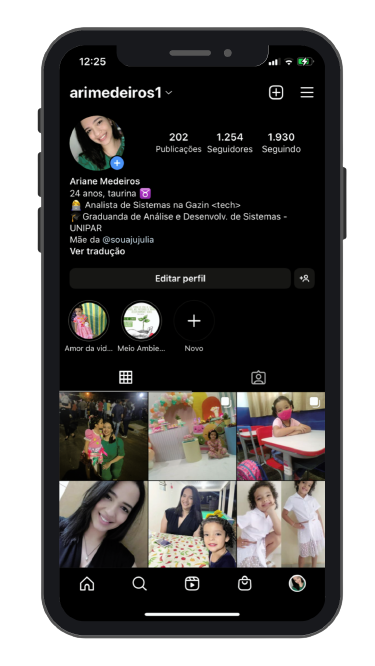 12:25
arimedeiros1
202 1.254 1.930
Publicações Seguidores Seguindo
Ariane Medeiros
24 anos, taurina ♉
👩‍💻 Analista de Sistemas na Gazin <tech>
🎓 Graduanda de Análise e Desenvolv. de Sistemas -
UNIPAR
Mãe da @souajujulia
Ver tradução
Editar perfil
Amor da vid... Meio Ambie... Novo